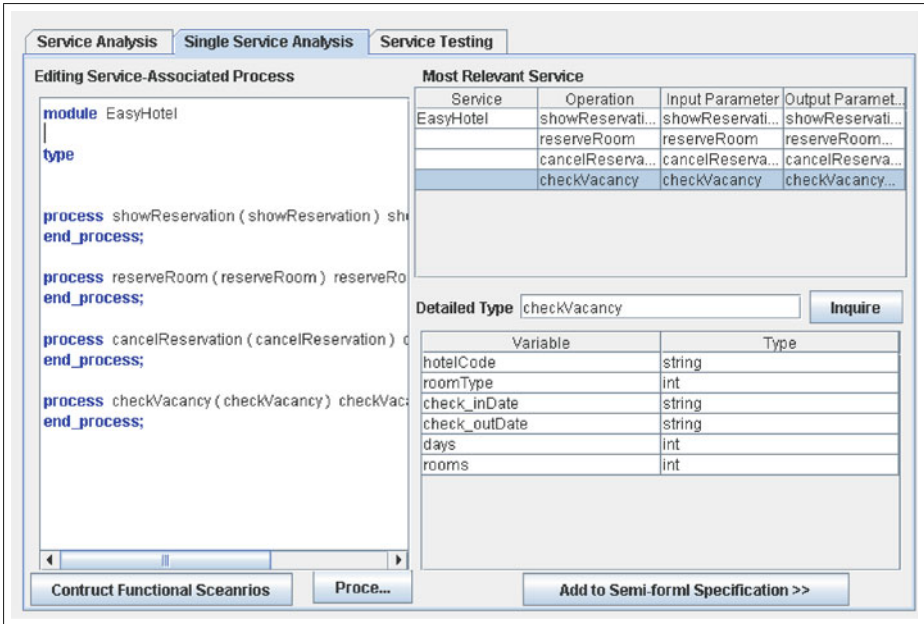 Service Analysis Single Service Analysis Service Testing
Editing Service-Associated Process
module EasyHotel
type
process showReservation ( showReservation ) sho
end_process;
process reserveRoom ( reserveRoom ) reserveRo
end_process;
process cancelReservation ( cancelReservation ) c
end_process;
process checkVacancy ( checkVacancy ) checkVaca
end_process;
Contruct Functional Sceanrios Proce...
Most Relevant Service
Service Operation Input Parameter Output Paramet...
EasyHotel showReservati... showReservati... showReservati...
reserveRoom reserveRoom reserveRoom...
cancelReserva... cancelReserva... cancelReserva...
checkVacancy checkVacancy checkVacancy...
Detailed Type checkVacancy Inquire
Variable Type
hotelCode string
roomType int
check_inDate string
check_outDate string
days int
rooms int
Add to Semi-forml Specification >>